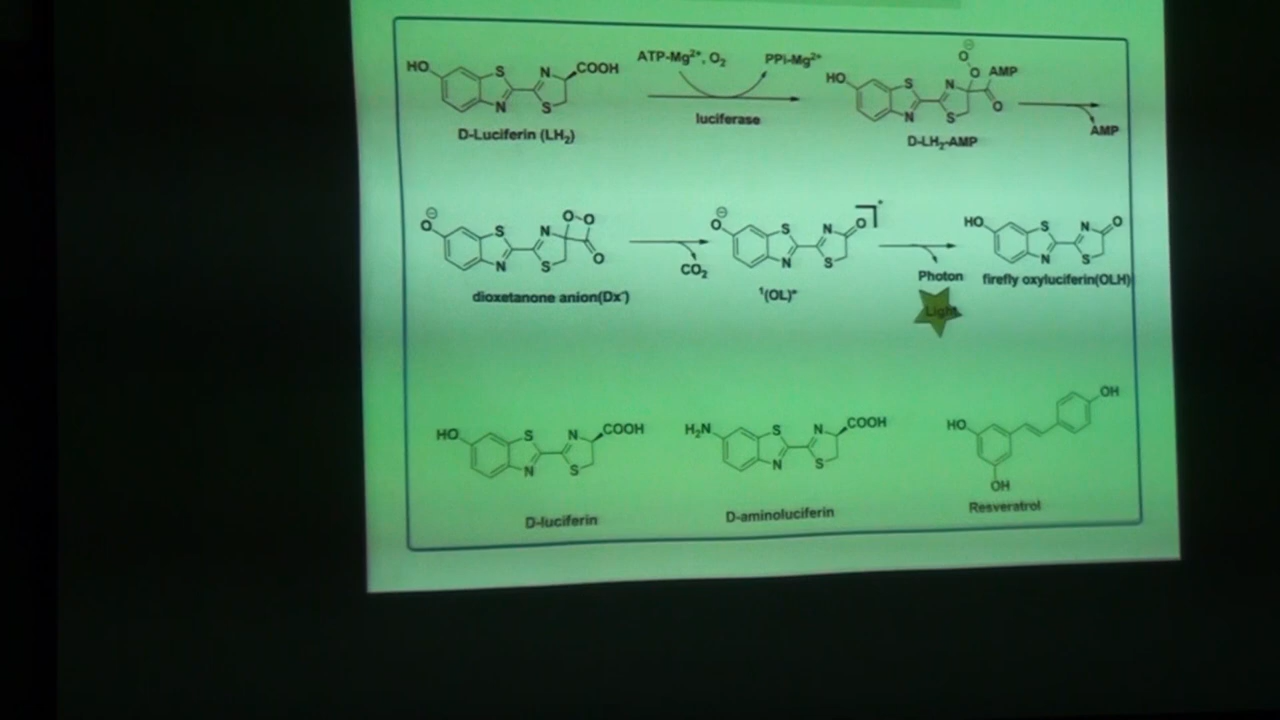 HO S N N S COOH
D-Luciferin (LH₂)
ATP-Mg²⁺, O₂ PPi-Mg²⁺
luciferase
HO S N N S O⊖ O AMP O
D-LH₂-AMP
AMP
⊖O S N N S O-O O
dioxetanone anion(Dx⁻)
CO₂
⊖O S N N S O *
¹(OL)*
Photon
Light
HO S N N S O
firefly oxyluciferin(OLH)
HO S N N S COOH
D-luciferin
H₂N S N N S COOH
D-aminoluciferin
HO OH OH
Resveratrol